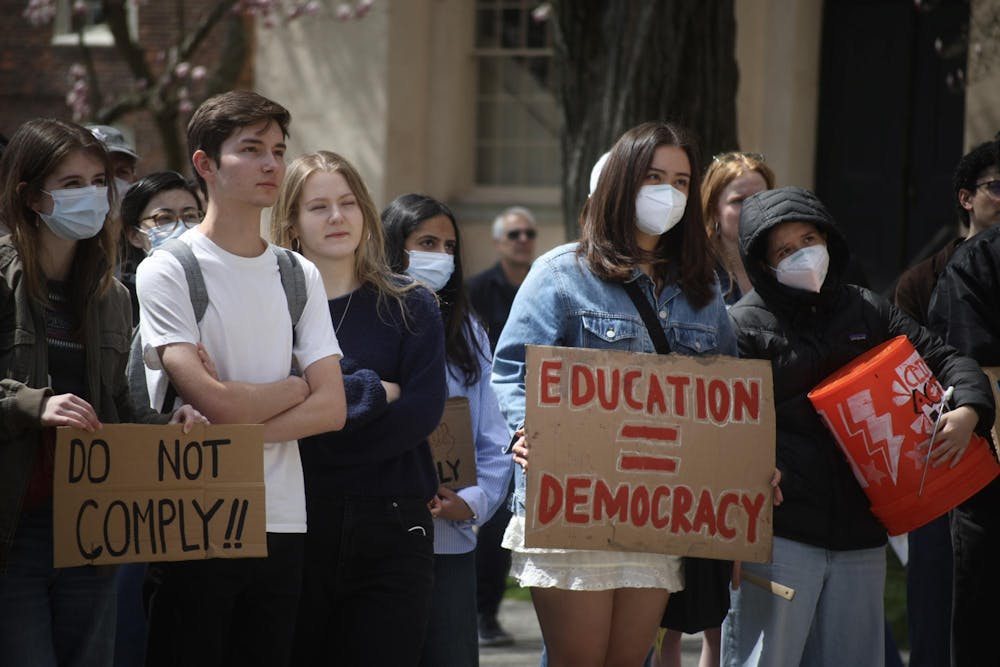 DO NOT
COMPLY!!
EDUCATION
=
DEMOCRACY